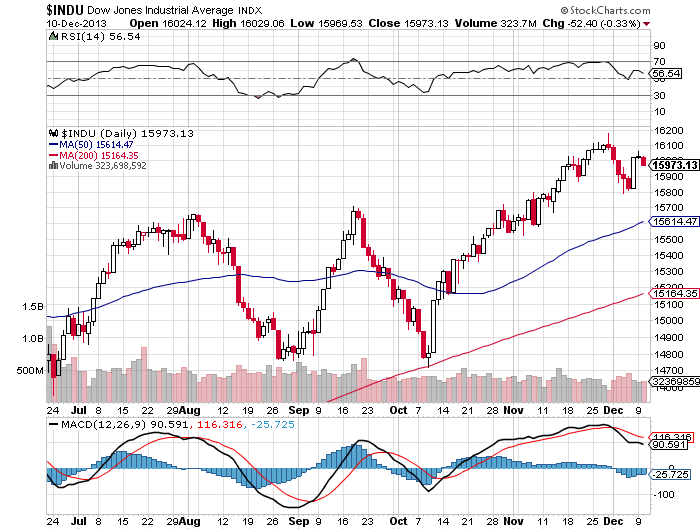 $INDU Dow Jones Industrial Average INDX
© StockCharts.com
10-Dec-2013
Open 16024.12 High 16029.06 Low 15969.53 Close 15973.13 Volume 323.7M Chg -52.40 (-0.33%)
RSI(14) 56.54
90
70
56.54
50
30
10
$INDU (Daily) 15973.13
MA(50) 15614.47
MA(200) 15164.35
Volume 323,698,592
16200
16100
15973.13
15900
15800
15700
15614.47
15500
15400
15300
15200
15164.35
15100
15000
14900
14800
14700
14600
1.5B
1.0B
500M
32369859
24 Jul 8 15 22 Aug 12 19 26 Sep 9 16 23 Oct 7 14 21 28 Nov 11 18 25 Dec 9
MACD(12,26,9) 90.591, 116.316, -25.725
116.316
90.591
0
-25.725
-100
24 Jul 8 15 22 Aug 12 19 26 Sep 9 16 23 Oct 7 14 21 28 Nov 11 18 25 Dec 9